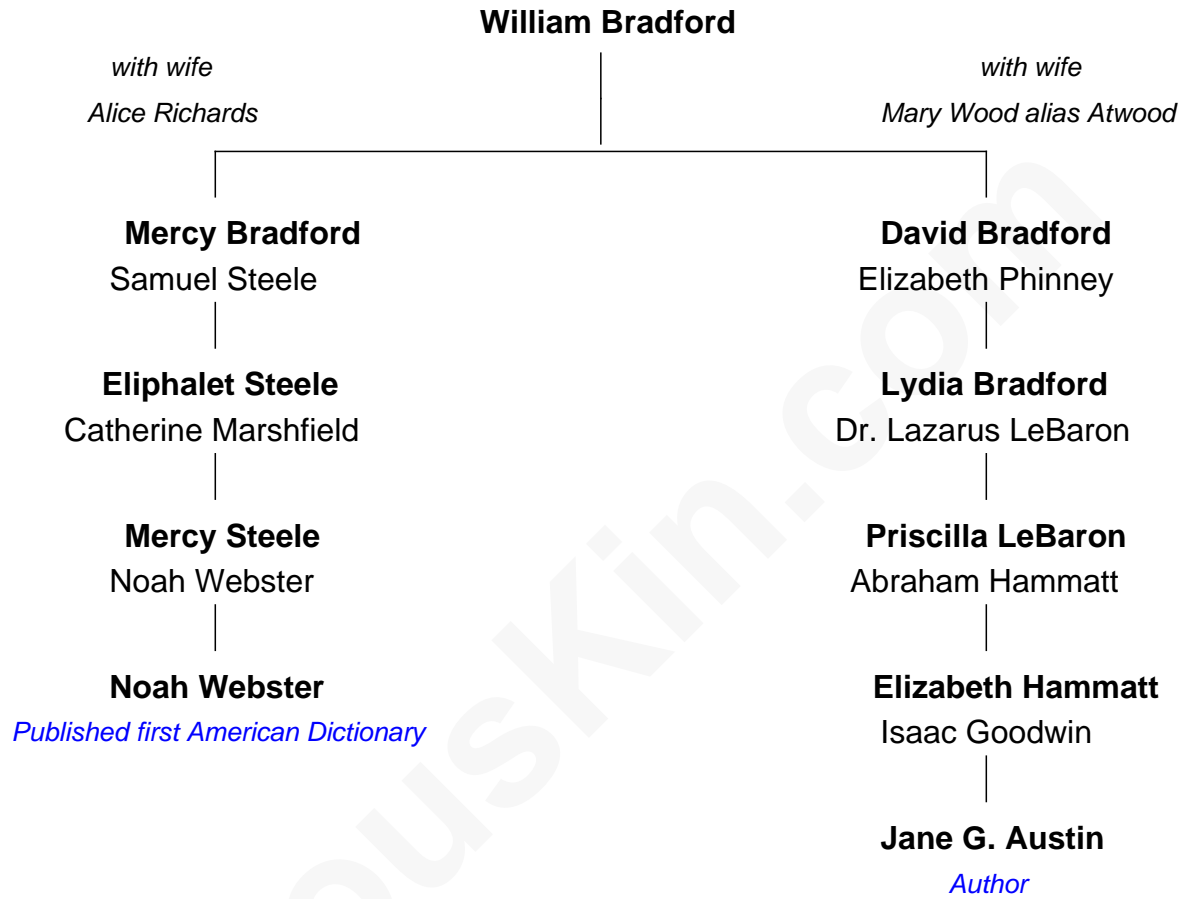 William Bradford
with wife
Alice Richards
with wife
Mary Wood alias Atwood
Mercy Bradford
Samuel Steele
David Bradford
Elizabeth Phinney
Eliphalet Steele
Catherine Marshfield
Lydia Bradford
Dr. Lazarus LeBaron
Mercy Steele
Noah Webster
Priscilla LeBaron
Abraham Hammatt
Noah Webster
Published first American Dictionary
Elizabeth Hammatt
Isaac Goodwin
Jane G. Austin
Author
ouskin.com